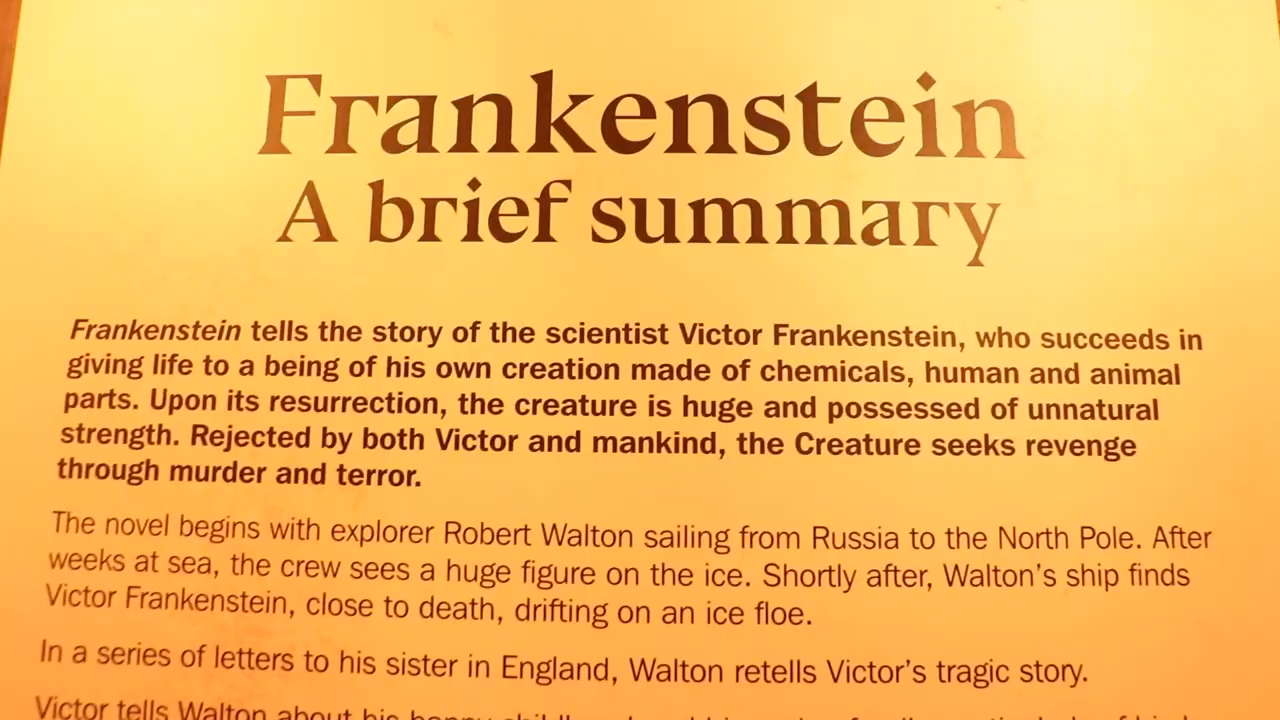 Frankenstein
A brief summary
Frankenstein tells the story of the scientist Victor Frankenstein, who succeeds in
giving life to a being of his own creation made of chemicals, human and animal
parts. Upon its resurrection, the creature is huge and possessed of unnatural
strength. Rejected by both Victor and mankind, the Creature seeks revenge
through murder and terror.
The novel begins with explorer Robert Walton sailing from Russia to the North Pole. After
weeks at sea, the crew sees a huge figure on the ice. Shortly after, Walton's ship finds
Victor Frankenstein, close to death, drifting on an ice floe.
In a series of letters to his sister in England, Walton retells Victor's tragic story.
Victor tells Walton about his happy